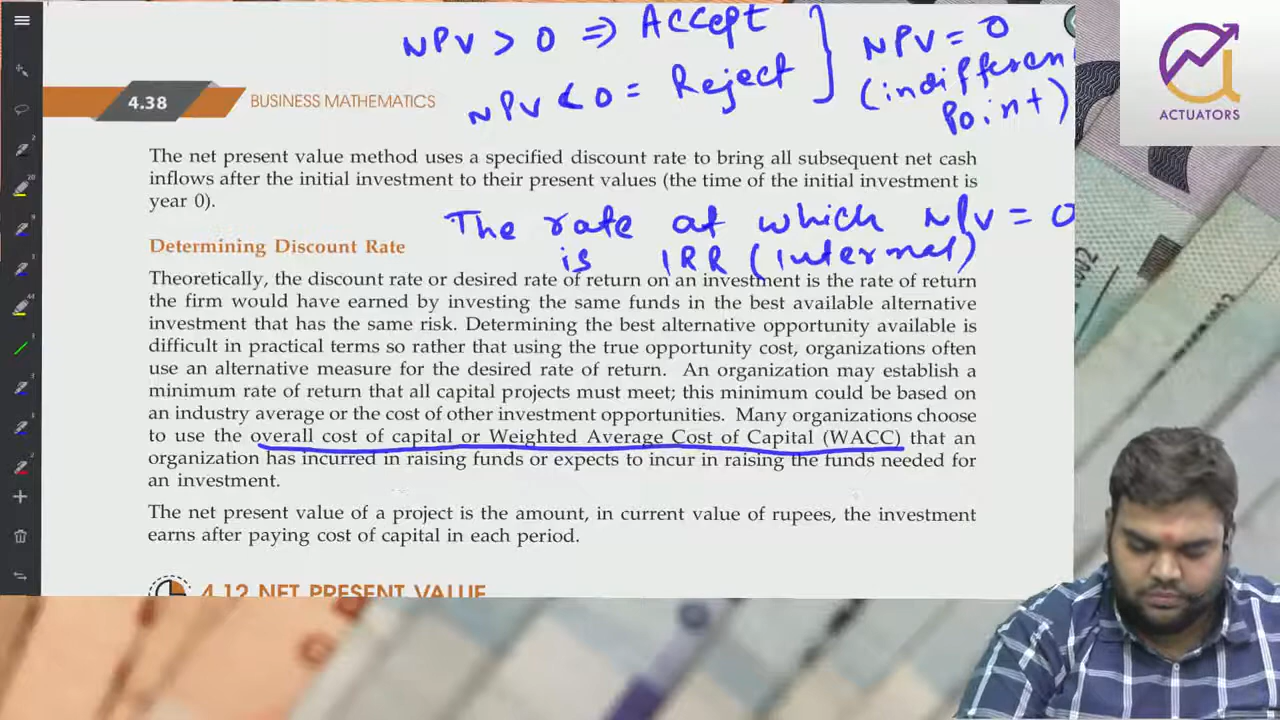 NPV > 0 ⇒ Accept
NPV < 0 = Reject
NPV = 0
(indifferen
Point)
ACTUATORS
4.38
BUSINESS MATHEMATICS
The net present value method uses a specified discount rate to bring all subsequent net cash
inflows after the initial investment to their present values (the time of the initial investment is
year 0).
The rate at which NPV = 0
is IRR (Internal)
Determining Discount Rate
Theoretically, the discount rate or desired rate of return on an investment is the rate of return
the firm would have earned by investing the same funds in the best available alternative
investment that has the same risk. Determining the best alternative opportunity available is
difficult in practical terms so rather that using the true opportunity cost, organizations often
use an alternative measure for the desired rate of return. An organization may establish a
minimum rate of return that all capital projects must meet; this minimum could be based on
an industry average or the cost of other investment opportunities. Many organizations choose
to use the overall cost of capital or Weighted Average Cost of Capital (WACC) that an
organization has incurred in raising funds or expects to incur in raising the funds needed for
an investment.
The net present value of a project is the amount, in current value of rupees, the investment
earns after paying cost of capital in each period.
4.12 NET PRESENT VALUE